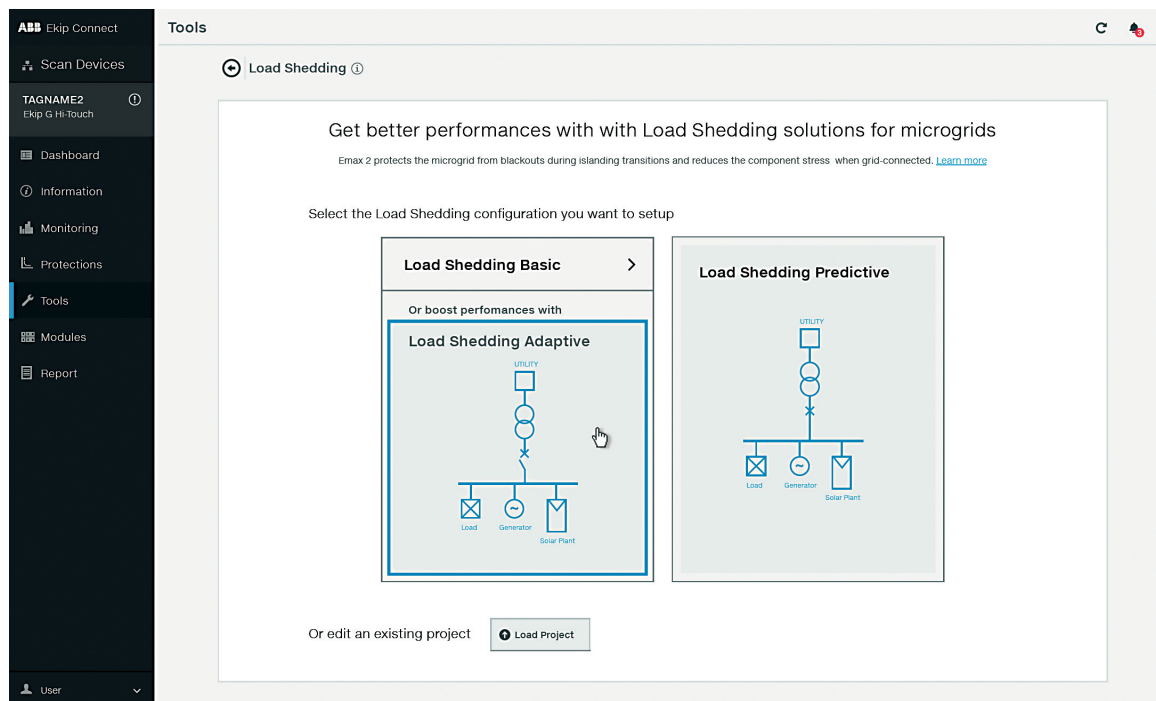 ABB Ekip Connect
Tools
3
Scan Devices
Load Shedding
TAGNAME2
Ekip G Hi-Touch
Dashboard
Information
Monitoring
Protections
Tools
Modules
Report
User
Get better performances with with Load Shedding solutions for microgrids
Emax 2 protects the microgrid from blackouts during islanding transitions and reduces the component stress when grid-connected. Learn more
Select the Load Shedding configuration you want to setup
Load Shedding Basic
Or boost perfomances with
Load Shedding Adaptive
UTILITY
Load
Generator
Solar Plant
Load Shedding Predictive
UTILITY
Load
Generator
Solar Plant
Or edit an existing project
Load Project